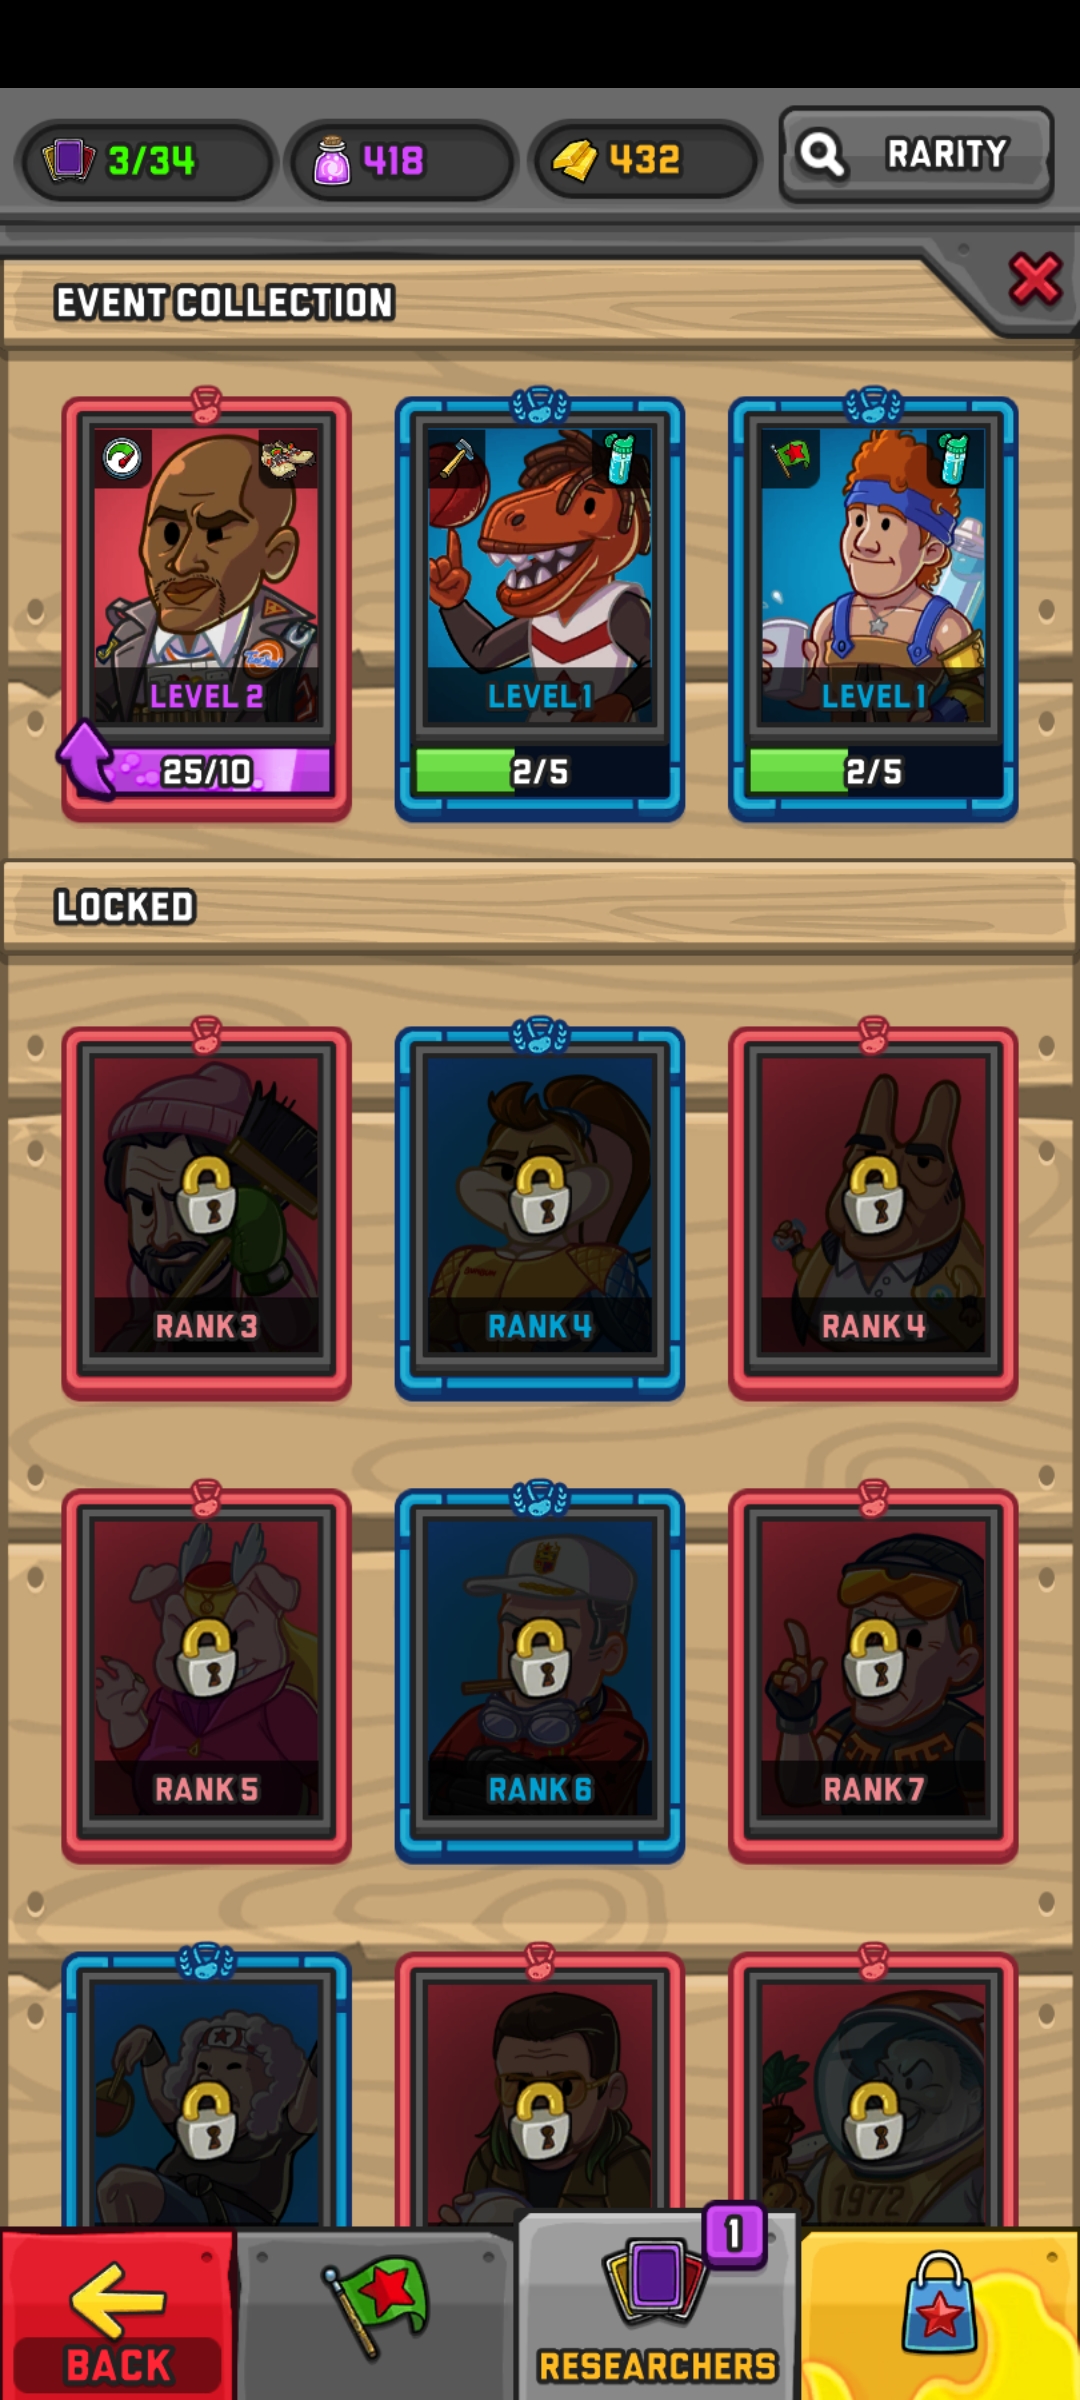 3/34 418 432 RARITY
EVENT COLLECTION
LEVEL 2 LEVEL 1 LEVEL 1
25/10 2/5 2/5
LOCKED
RANK 3 RANK 4 RANK 4
RANK 5 RANK 6 RANK 7
1972
1
BACK RESEARCHERS